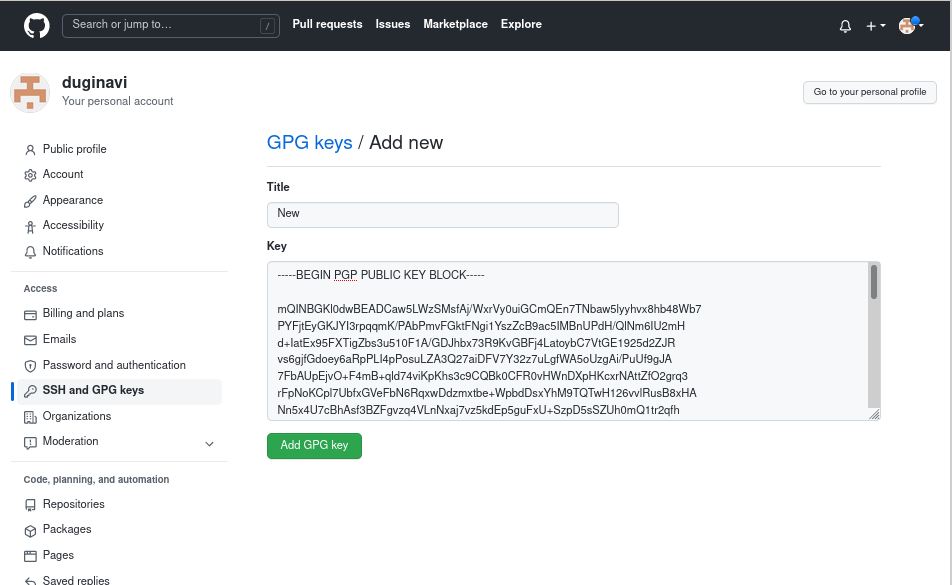 Search or jump to…
/
Pull requests Issues Marketplace Explore
duginavi
Your personal account
Go to your personal profile
Public profile
Account
Appearance
Accessibility
Notifications
Access
Billing and plans
Emails
Password and authentication
SSH and GPG keys
Organizations
Moderation
Code, planning, and automation
Repositories
Packages
Pages
Saved replies
GPG keys / Add new
Title
New
Key
-----BEGIN PGP PUBLIC KEY BLOCK-----
mQINBGKl0dwBEADCaw5LWzSMsfAj/WxrVy0uiGCmQEn7TNbaw5lyyhvx8hb48Wb7
PYFjtEyGKJYI3rpqqmK/PAbPmvFGktFNgi1YszZcB9ac5IMBnUPdH/QlNm6IU2mH
d+IatEx95FXTigZbs3u510F1A/GDJhbx73R9KvGBFj4LatoybC7VtGE1925d2ZJR
vs6gjfGdoey6aRpPLI4pPosuLZA3Q27aiDFV7Y32z7uLgfWA5oUzgAi/PuUf9gJA
7FbAUpEjvO+F4mB+qld74viKpKhs3c9CQBk0CFR0vHWnDXpHKcxrNAttZfO2grq3
rFpNoKCpl7UbfxGVeFbN6RqxwDdzmxtbe+WpbdDsxYhM9TQTwH126vvlRusB8xHA
Nn5x4U7cBhAsf3BZFgvzq4VLnNxaj7vz5kdEp5guFxU+SzpD5sSZUh0mQ1tr2qfh
Add GPG key